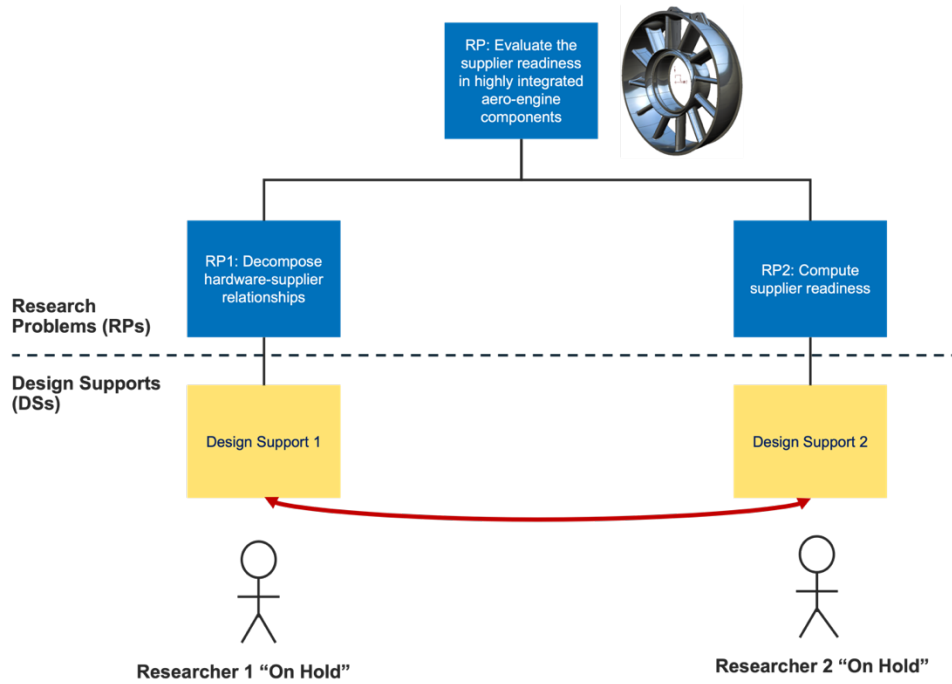 RP: Evaluate the
supplier readiness
in highly integrated
aero-engine
components
RP1: Decompose
hardware-supplier
relationships
RP2: Compute
supplier readiness
Research
Problems (RPs)
Design Supports
(DSs)
Design Support 1
Design Support 2
Researcher 1 “On Hold”
Researcher 2 “On Hold”